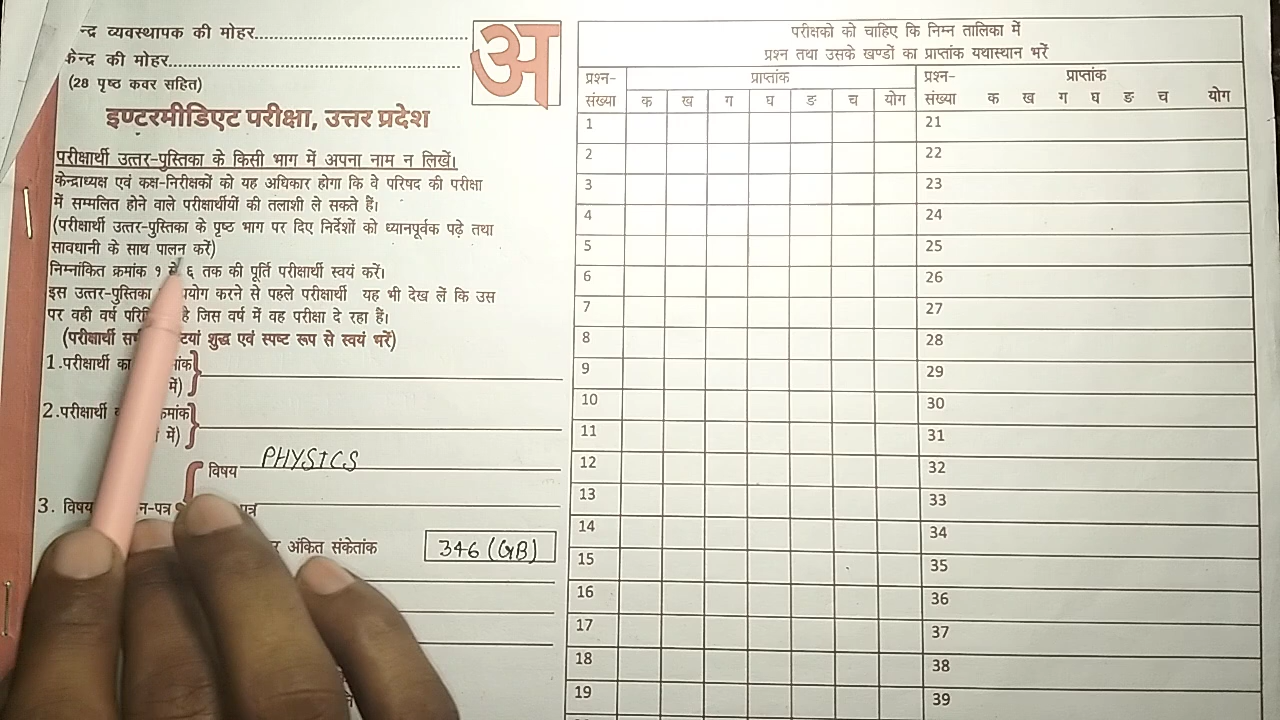 न्द्र व्यवस्थापक की मोहर
केन्द्र की मोहर
(28 पृष्ठ कवर सहित)
अ
इण्टरमीडिएट परीक्षा, उत्तर प्रदेश
परीक्षार्थी उत्तर-पुस्तिका के किसी भाग में अपना नाम न लिखें।
केन्द्राध्यक्ष एवं कक्ष-निरीक्षकों को यह अधिकार होगा कि वे परिषद की परीक्षा
में सम्मलित होने वाले परीक्षार्थीयों की तलाशी ले सकते हैं।
(परीक्षार्थी उत्तर-पुस्तिका के पृष्ठ भाग पर दिए निर्देशों को ध्यानपूर्वक पढ़े तथा
सावधानी के साथ पालन करें)
निम्नांकित क्रमांक १ से ६ तक की पूर्ति परीक्षार्थी स्वयं करें।
इस उत्तर-पुस्तिका करने से पहले परीक्षार्थी यह भी देख लें कि उस
पर वही वर्ष है जिस वर्ष में वह परीक्षा दे रहा है।
(परीक्षार्थी शुद्ध एवं स्पष्ट रूप से स्वयं भरें)
1.परीक्षार्थी का
में)
2.परीक्षार्थी
में)
विषय PHYSICS
3. विषय
अंकित संकेतांक 346 (GB)
परीक्षको को चाहिए कि निम्न तालिका में
प्रश्न तथा उसके खण्डों का प्राप्तांक यथास्थान भरें
प्रश्न- प्राप्तांक प्रश्न- प्राप्तांक
संख्या क ख ग घ ङ च योग संख्या क ख ग घ ङ च योग
1 21
2 22
3 23
4 24
5 25
6 26
7 27
8 28
9 29
10 30
11 31
12 32
13 33
14 34
15 35
16 36
17 37
18 38
19 39